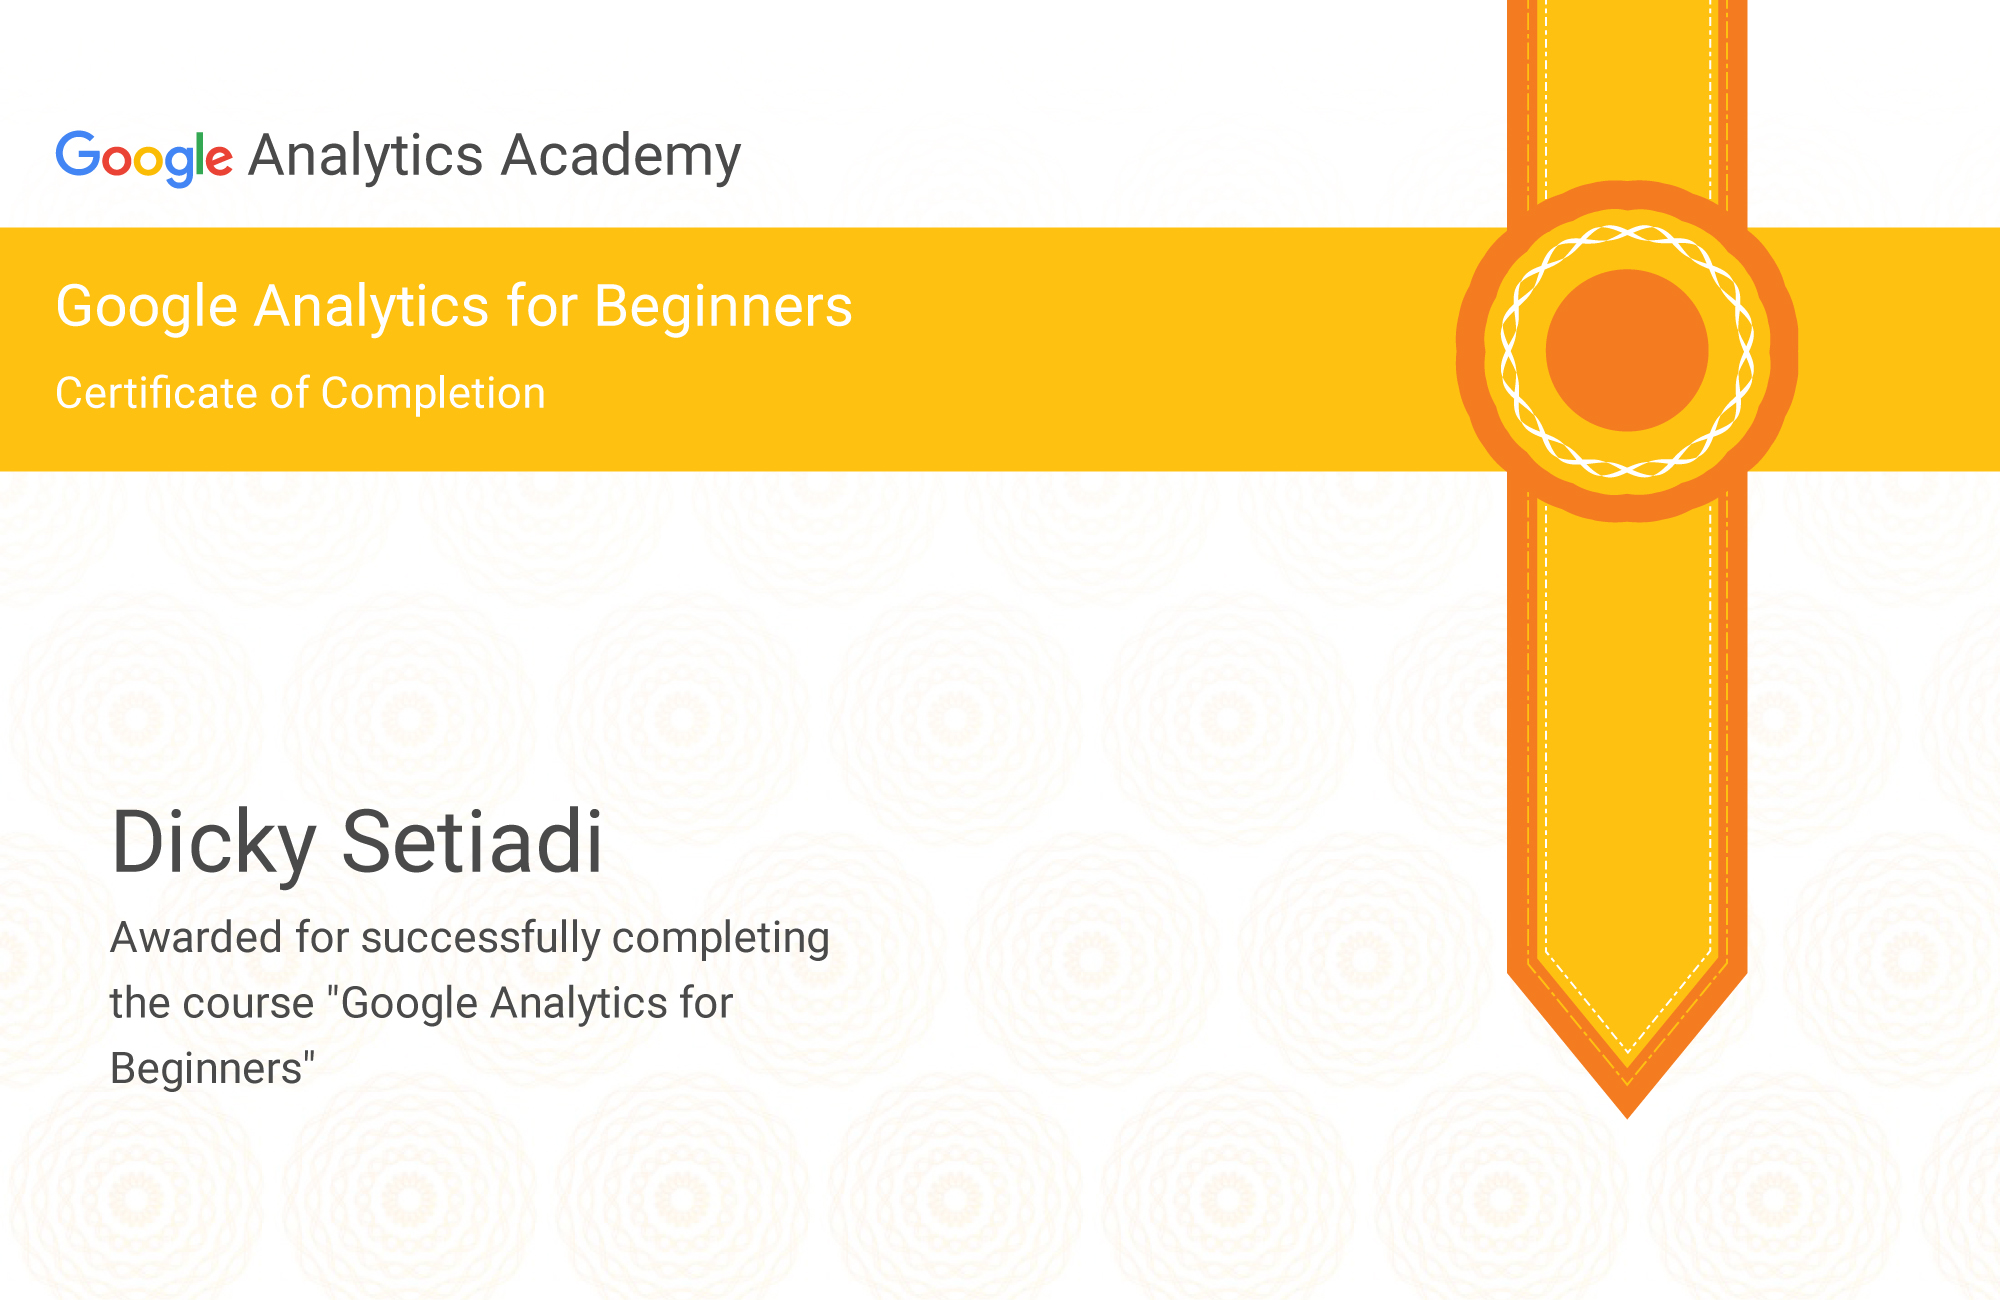 Google Analytics Academy
Google Analytics for Beginners
Certificate of Completion
Dicky Setiadi
Awarded for successfully completing
the course "Google Analytics for
Beginners"